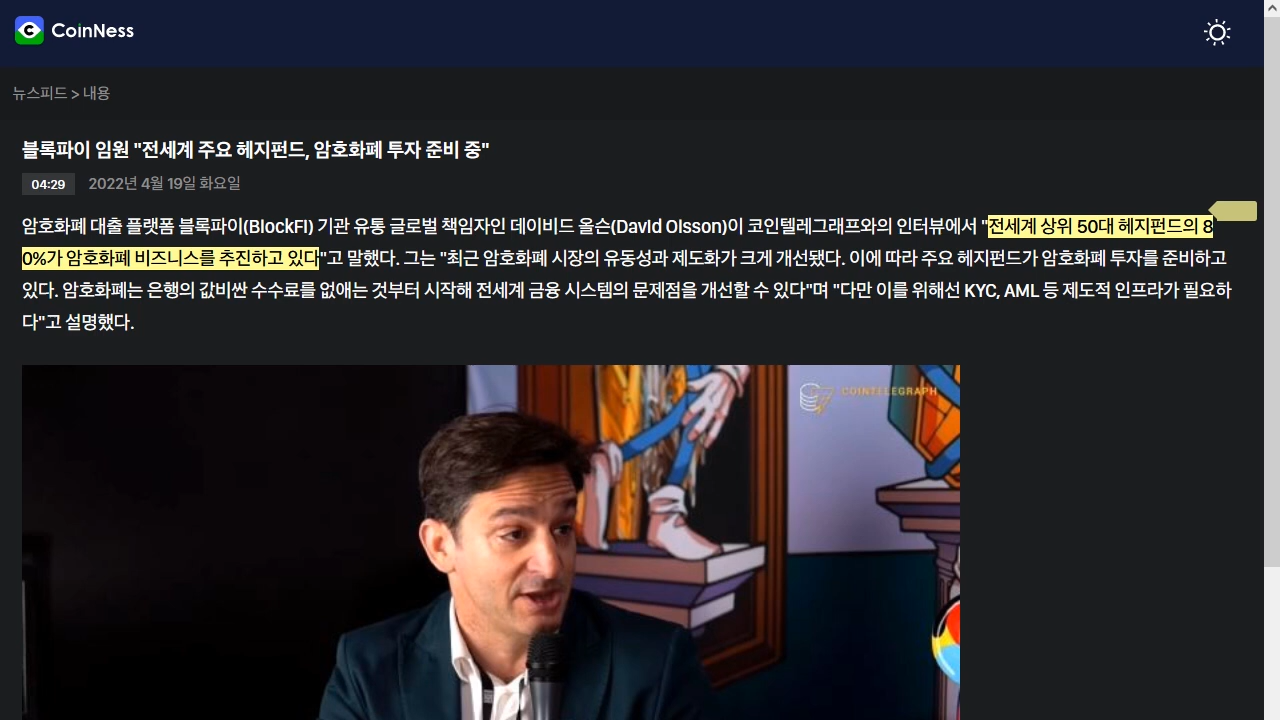 CoinNess
뉴스피드 > 내용
블록파이 임원 "전세계 주요 헤지펀드, 암호화폐 투자 준비 중"
04:29 2022년 4월 19일 화요일
암호화폐 대출 플랫폼 블록파이(BlockFi) 기관 유통 글로벌 책임자인 데이비드 올슨(David Olsson)이 코인텔레그래프와의 인터뷰에서 "전세계 상위 50대 헤지펀드의 8
0%가 암호화폐 비즈니스를 추진하고 있다"고 말했다. 그는 "최근 암호화폐 시장의 유동성과 제도화가 크게 개선됐다. 이에 따라 주요 헤지펀드가 암호화폐 투자를 준비하고
있다. 암호화폐는 은행의 값비싼 수수료를 없애는 것부터 시작해 전세계 금융 시스템의 문제점을 개선할 수 있다"며 "다만 이를 위해선 KYC, AML 등 제도적 인프라가 필요하
다"고 설명했다.
COINTELEGRAPH